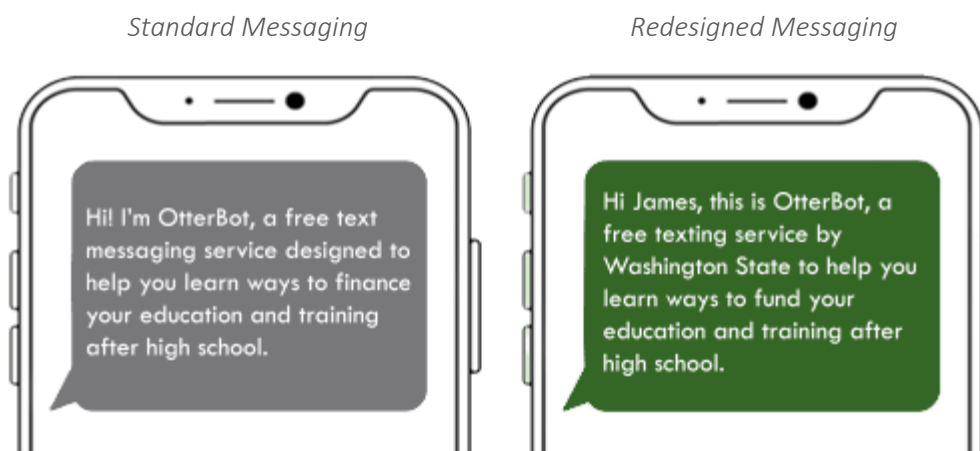 Standard Messaging
Hi! I'm OtterBot, a free text
messaging service designed to
help you learn ways to finance
your education and training
after high school.
Redesigned Messaging
Hi James, this is OtterBot, a
free texting service by
Washington State to help you
learn ways to fund your
education and training after
high school.